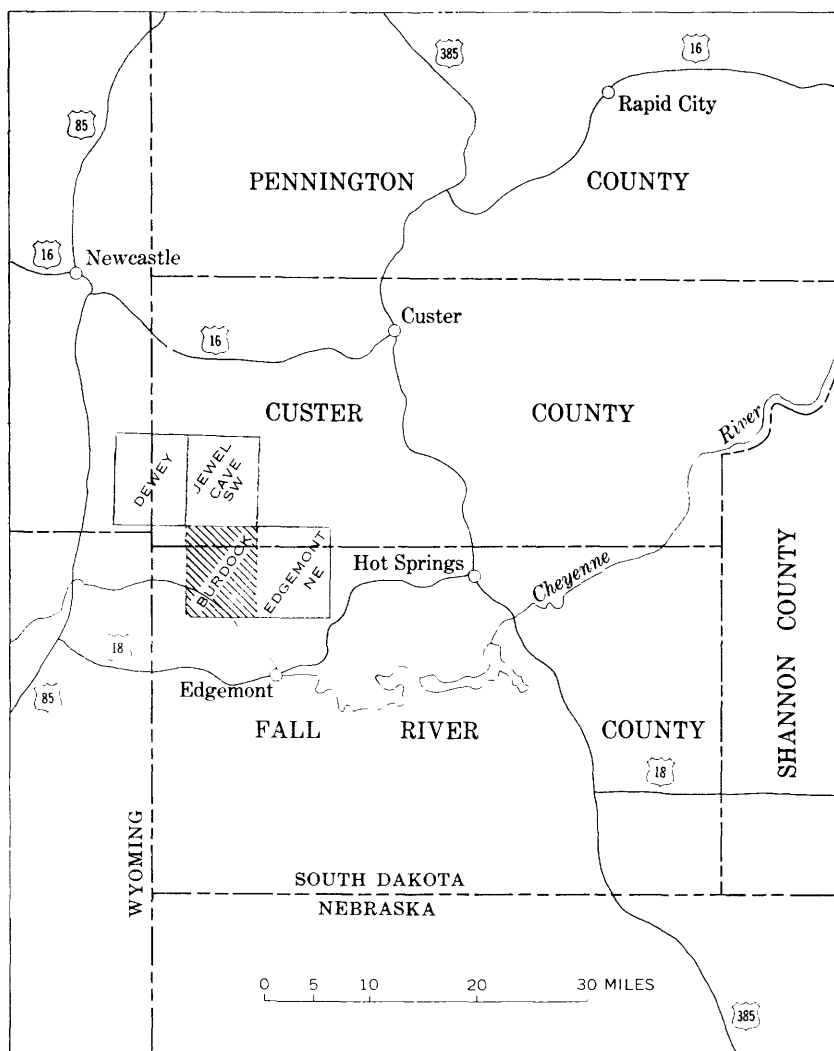 385
16
Rapid City
85
PENNINGTON COUNTY
16
Newcastle
Custer
16
CUSTER COUNTY
River
DEWEY
JEWEL
CAVE
SW
BURDOCK
EDGEMONT
NE
Hot Springs
Cheyenne
SHANNON COUNTY
18
Edgemont
85
FALL RIVER COUNTY
18
WYOMING
SOUTH DAKOTA
NEBRASKA
0 5 10 20 30 MILES
385